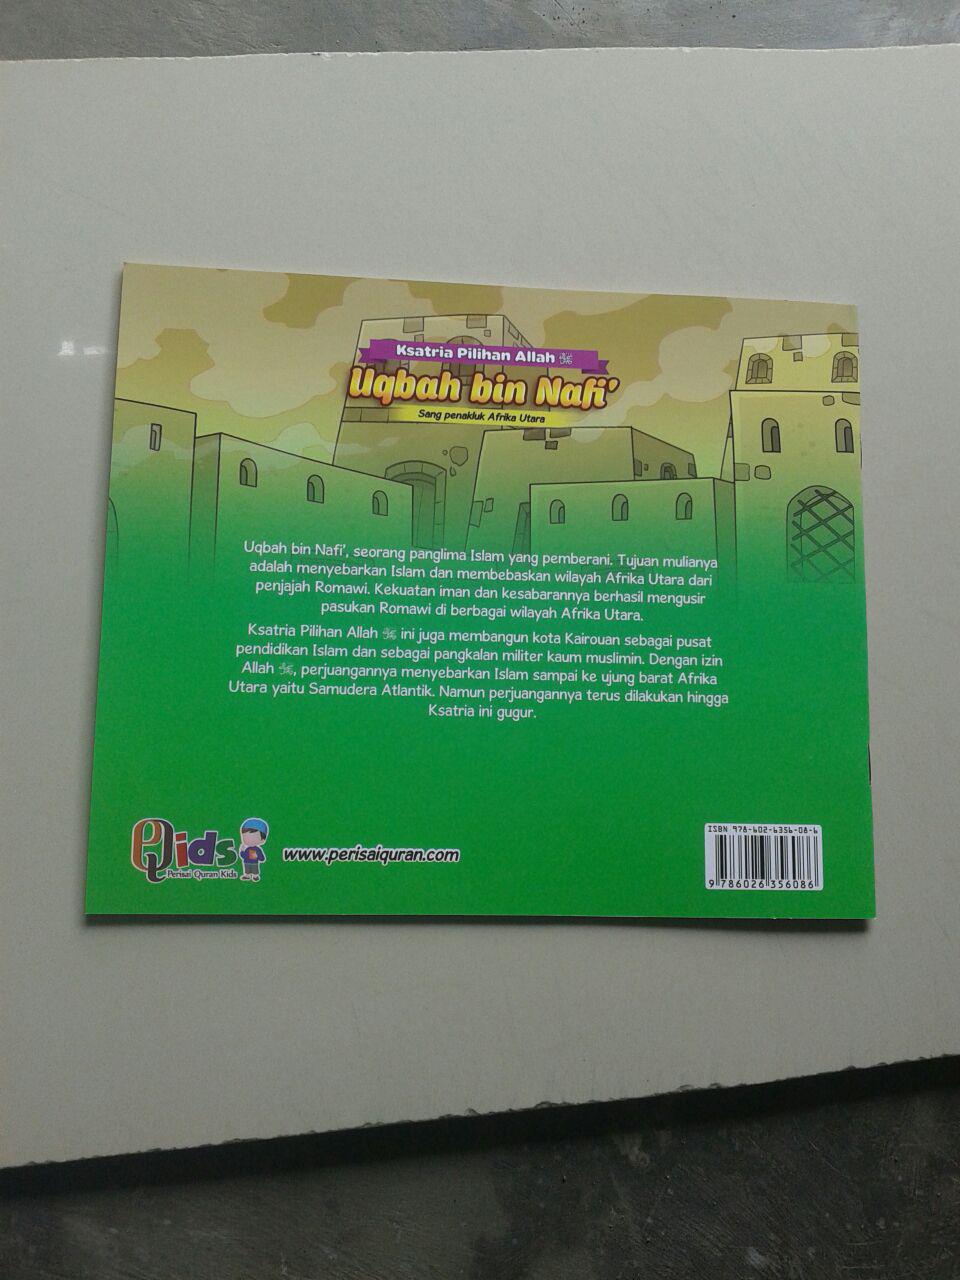 Ksatria Pilihan Allah ﷻ
Uqbah bin Nafi'
Sang penakluk Afrika Utara
Uqbah bin Nafi', seorang panglima Islam yang pemberani. Tujuan mulianya
adalah menyebarkan Islam dan membebaskan wilayah Afrika Utara dari
penjajah Romawi. Kekuatan iman dan kesabarannya berhasil mengusir
pasukan Romawi di berbagai wilayah Afrika Utara.
Ksatria Pilihan Allah ﷻ ini juga membangun kota Kairouan sebagai pusat
pendidikan Islam dan sebagai pangkalan militer kaum muslimin. Dengan izin
Allah ﷻ, perjuangannya menyebarkan Islam sampai ke ujung barat Afrika
Utara yaitu Samudera Atlantik. Namun perjuangannya terus dilakukan hingga
Ksatria ini gugur.
PQKids
Perisai Quran Kids
www.perisaiquran.com
ISBN 978-602-6356-08-6
9 786026 356086